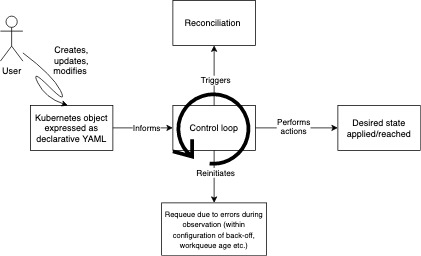 Reconciliation
Creates,
updates,
modifies
User
Triggers
Kubernetes object
expressed as
declarative YAML
Informs
Control loop
Performs
actions
Desired state
applied/reached
Reinitiates
Requeue due to errors during
observation (within
configuration of back-off,
workqueue age etc.)